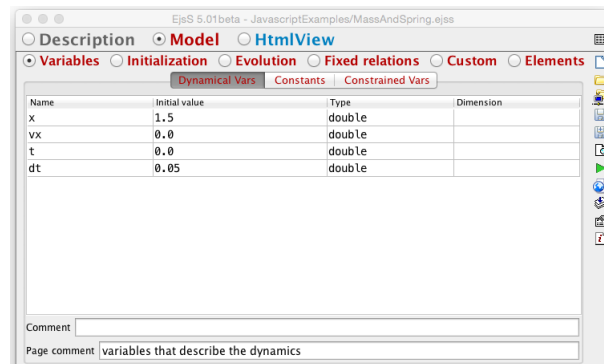 EjsS 5.01beta - JavascriptExamples/MassAndSpring.ejss
Description Model HtmlView
Variables Initialization Evolution Fixed relations Custom Elements
Dynamical Vars Constants Constrained Vars
Name Initial value Type Dimension
x 1.5 double
vx 0.0 double
t 0.0 double
dt 0.05 double
Comment
Page comment variables that describe the dynamics